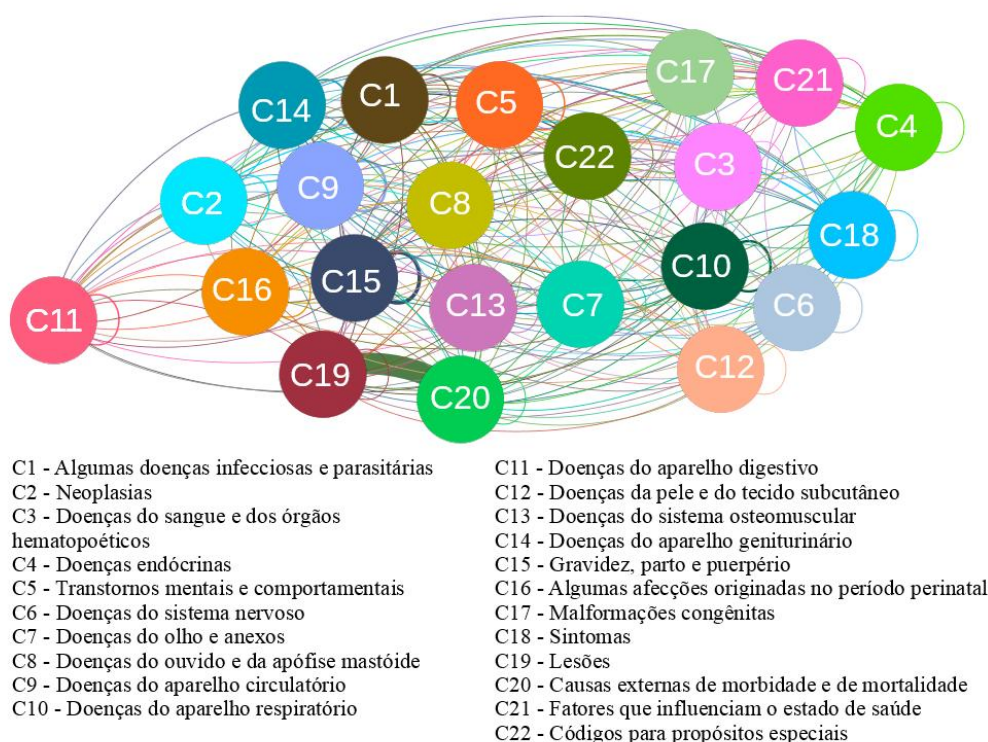 C17
C21
C14
C1
C5
C4
C22
C3
C2
C9
C8
C18
C10
C16
C15
C13
C7
C6
C11
C19
C12
C20
C1 - Algumas doenças infecciosas e parasitárias
C2 - Neoplasias
C3 - Doenças do sangue e dos órgãos
hematopoéticos
C4 - Doenças endócrinas
C5 - Transtornos mentais e comportamentais
C6 - Doenças do sistema nervoso
C7 - Doenças do olho e anexos
C8 - Doenças do ouvido e da apófise mastóide
C9 - Doenças do aparelho circulatório
C10 - Doenças do aparelho respiratório
C11 - Doenças do aparelho digestivo
C12 - Doenças da pele e do tecido subcutâneo
C13 - Doenças do sistema osteomuscular
C14 - Doenças do aparelho geniturinário
C15 - Gravidez, parto e puerpério
C16 - Algumas afecções originadas no período perinatal
C17 - Malformações congênitas
C18 - Sintomas
C19 - Lesões
C20 - Causas externas de morbidade e de mortalidade
C21 - Fatores que influenciam o estado de saúde
C22 - Códigos para propósitos especiais